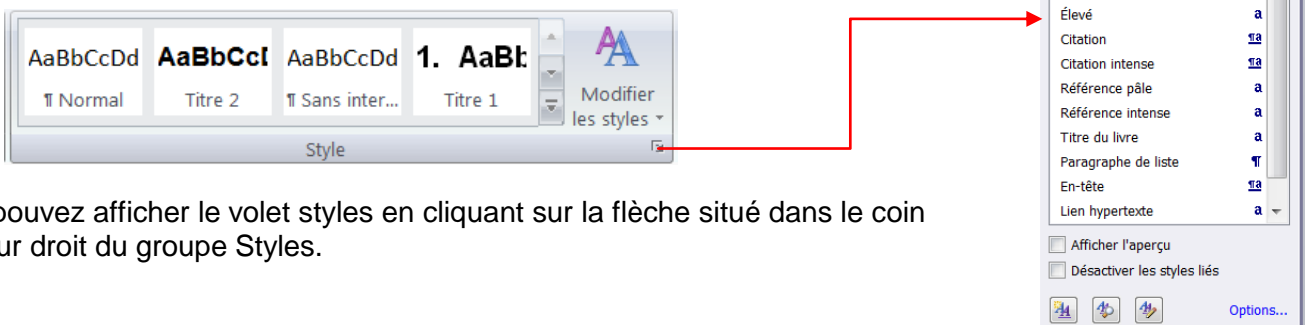 AaBbCcDd AaBbCcI AaBbCcDd 1. AaBb
¶ Normal Titre 2 ¶ Sans inter... Titre 1
Modifier
les styles
Style
pouvez afficher le volet styles en cliquant sur la flèche situé dans le coin
droit du groupe Styles.
Élevé a
Citation ¶a
Citation intense ¶a
Référence pâle a
Référence intense a
Titre du livre a
Paragraphe de liste ¶
En-tête ¶a
Lien hypertexte a
Afficher l'aperçu
Désactiver les styles liés
Options...